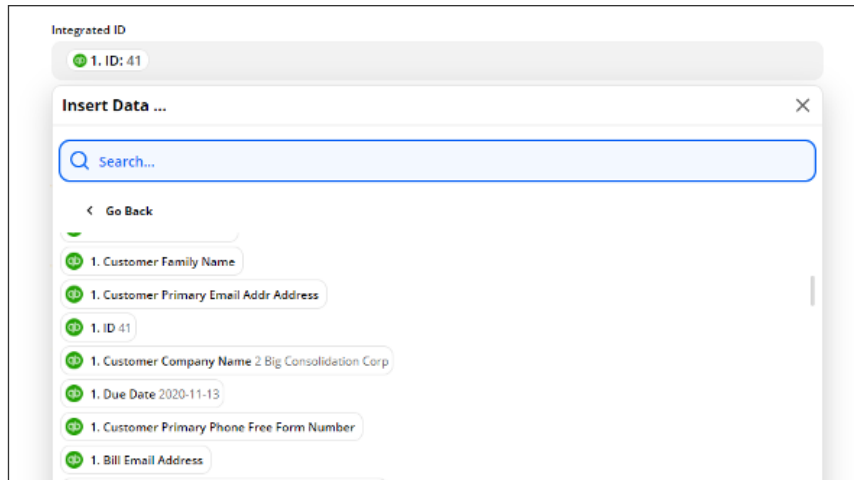 Integrated ID
1. ID: 41
Insert Data ...
Search...
Go Back
1. Customer Family Name
1. Customer Primary Email Addr Address
1. ID 41
1. Customer Company Name 2 Big Consolidation Corp
1. Due Date 2020-11-13
1. Customer Primary Phone Free Form Number
1. Bill Email Address